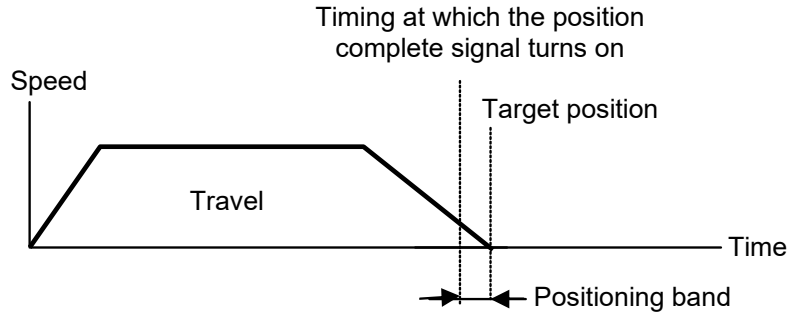 Timing at which the position
complete signal turns on
Speed
Target position
Travel
Time
Positioning band